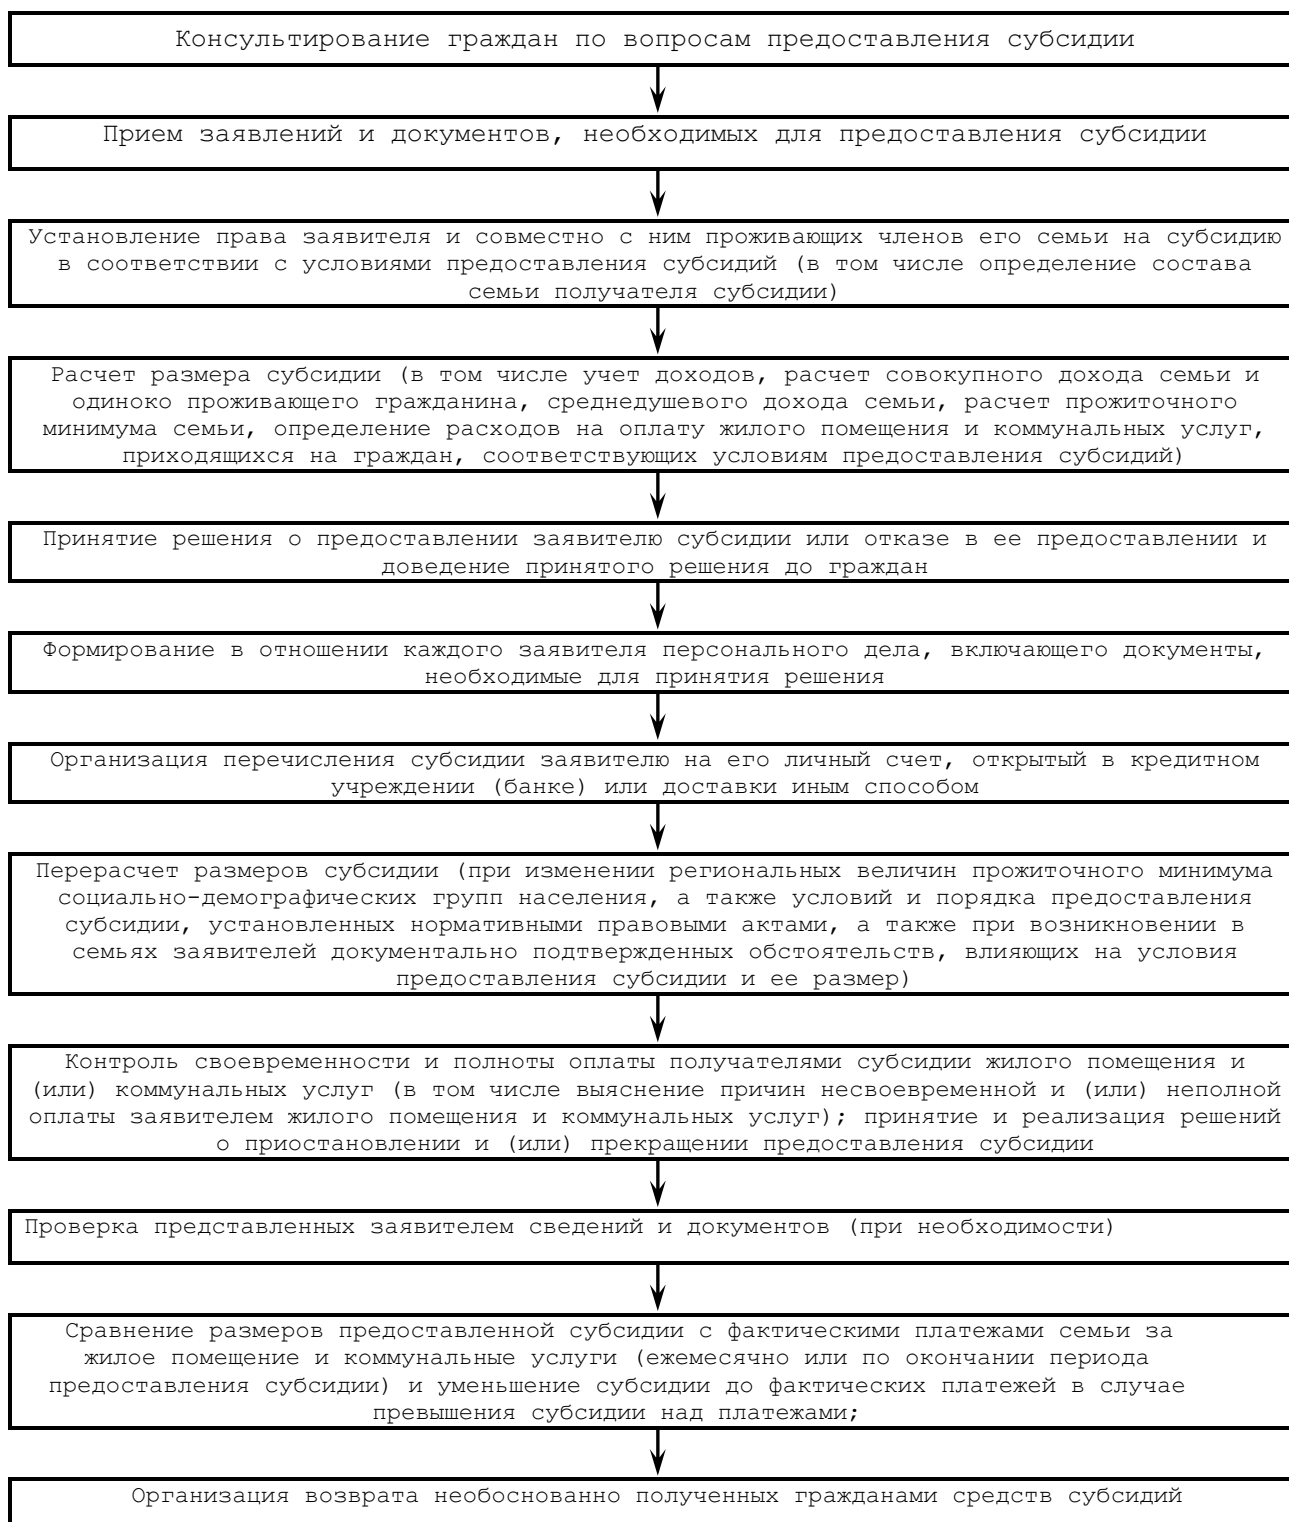 Консультирование граждан по вопросам предоставления субсидии
Прием заявлений и документов, необходимых для предоставления субсидии
Установление права заявителя и совместно с ним проживающих членов его семьи на субсидию
в соответствии с условиями предоставления субсидий (в том числе определение состава
семьи получателя субсидии)
Расчет размера субсидии (в том числе учет доходов, расчет совокупного дохода семьи и
одиноко проживающего гражданина, среднедушевого дохода семьи, расчет прожиточного
минимума семьи, определение расходов на оплату жилого помещения и коммунальных услуг,
приходящихся на граждан, соответствующих условиям предоставления субсидий)
Принятие решения о предоставлении заявителю субсидии или отказе в ее предоставлении и
доведение принятого решения до граждан
Формирование в отношении каждого заявителя персонального дела, включающего документы,
необходимые для принятия решения
Организация перечисления субсидии заявителю на его личный счет, открытый в кредитном
учреждении (банке) или доставки иным способом
Перерасчет размеров субсидии (при изменении региональных величин прожиточного минимума
социально-демографических групп населения, а также условий и порядка предоставления
субсидии, установленных нормативными правовыми актами, а также при возникновении в
семьях заявителей документально подтвержденных обстоятельств, влияющих на условия
предоставления субсидии и ее размер)
Контроль своевременности и полноты оплаты получателями субсидии жилого помещения и
(или) коммунальных услуг (в том числе выяснение причин несвоевременной и (или) неполной
оплаты заявителем жилого помещения и коммунальных услуг); принятие и реализация решений
о приостановлении и (или) прекращении предоставления субсидии
Проверка представленных заявителем сведений и документов (при необходимости)
Сравнение размеров предоставленной субсидии с фактическими платежами семьи за
жилое помещение и коммунальные услуги (ежемесячно или по окончании периода
предоставления субсидии) и уменьшение субсидии до фактических платежей в случае
превышения субсидии над платежами;
Организация возврата необоснованно полученных гражданами средств субсидий